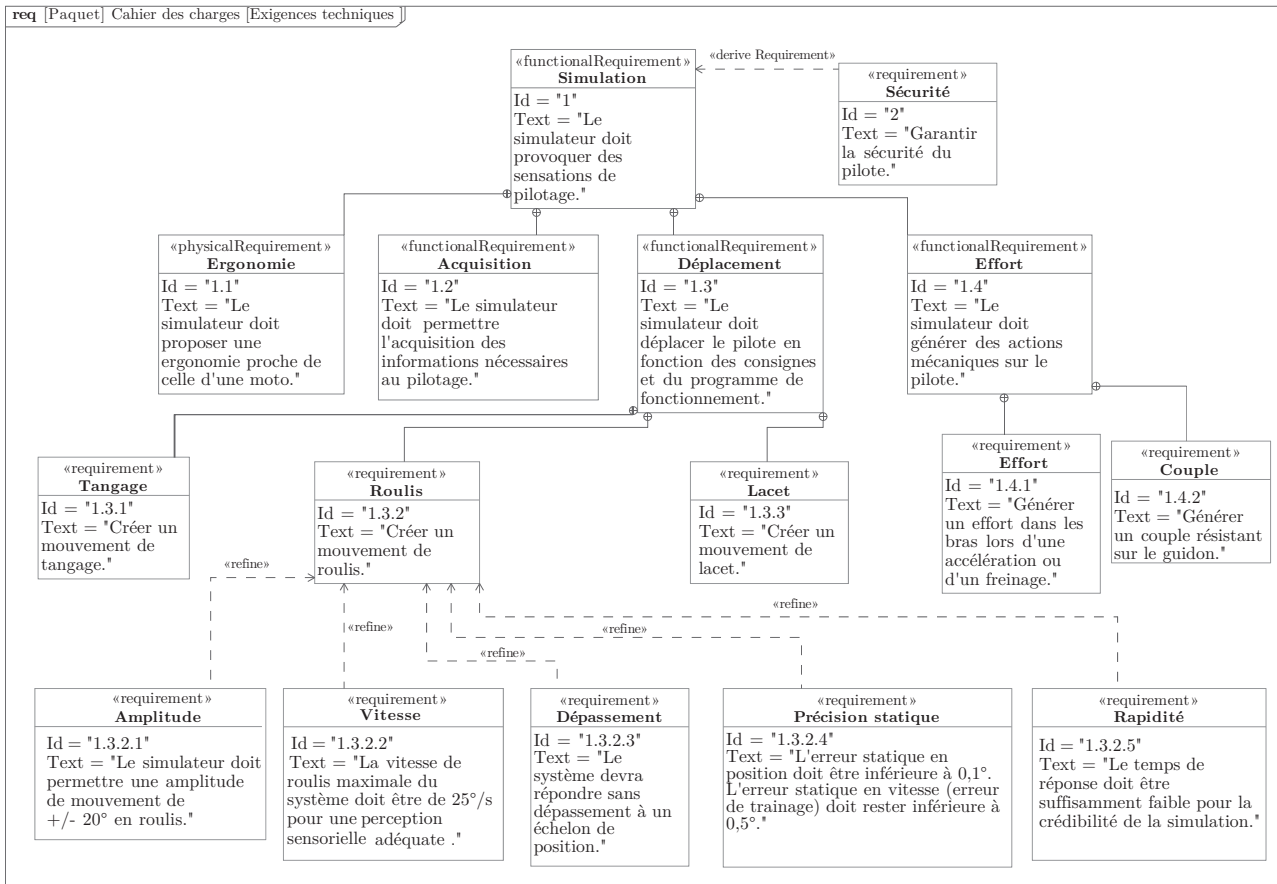 req [Paquet] Cahier des charges [Exigences techniques ]
«functionalRequirement»
Simulation
Id = "1"
Text = "Le
simulateur doit
provoquer des
sensations de
pilotage."
«derive Requirement»
«requirement»
Sécurité
Id = "2"
Text = "Garantir
la sécurité du
pilote."
«physicalRequirement»
Ergonomie
Id = "1.1"
Text = "Le
simulateur doit
proposer une
ergonomie proche de
celle d'une moto."
«functionalRequirement»
Acquisition
Id = "1.2"
Text = "Le simulateur
doit permettre
l'acquisition des
informations nécessaires
au pilotage."
«functionalRequirement»
Déplacement
Id = "1.3"
Text = "Le
simulateur doit
déplacer le pilote en
fonction des consignes
et du programme de
fonctionnement."
«functionalRequirement»
Effort
Id = "1.4"
Text = "Le
simulateur doit
générer des actions
mécaniques sur le
pilote."
«requirement»
Tangage
Id = "1.3.1"
Text = "Créer un
mouvement de
tangage."
«requirement»
Roulis
Id = "1.3.2"
Text = "Créer un
mouvement de
roulis."
«requirement»
Lacet
Id = "1.3.3"
Text = "Créer un
mouvement de
lacet."
«requirement»
Effort
Id = "1.4.1"
Text = "Générer
un effort dans les
bras lors d'une
accélération ou
d'un freinage."
«requirement»
Couple
Id = "1.4.2"
Text = "Générer
un couple résistant
sur le guidon."
«refine»
«refine»
«refine»
«refine»
«refine»
«requirement»
Amplitude
Id = "1.3.2.1"
Text = "Le simulateur doit
permettre une amplitude
de mouvement de
+/- 20° en roulis."
«requirement»
Vitesse
Id = "1.3.2.2"
Text = "La vitesse de
roulis maximale du
système doit être de 25°/s
pour une perception
sensorielle adéquate ."
«requirement»
Dépassement
Id = "1.3.2.3"
Text = "Le
système devra
répondre sans
dépassement à un
échelon de
position."
«requirement»
Précision statique
Id = "1.3.2.4"
Text = "L'erreur statique en
position doit être inférieure à 0,1°.
L'erreur statique en vitesse (erreur
de trainage) doit rester inférieure à
0,5°."
«requirement»
Rapidité
Id = "1.3.2.5"
Text = "Le temps de
réponse doit être
suffisamment faible pour la
crédibilité de la simulation."